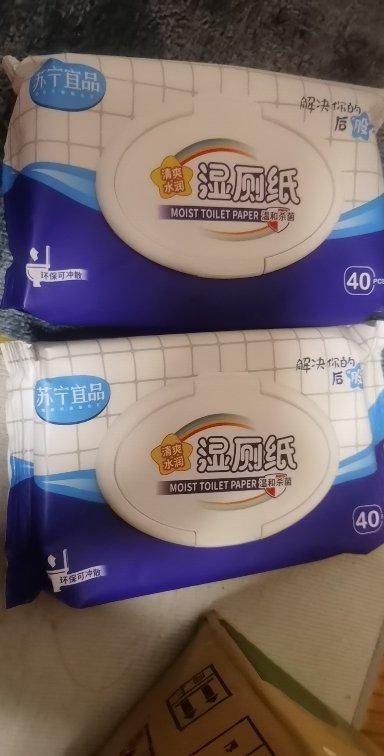 苏宁宜品
解决你的
后股
清爽
水润
湿厕纸
MOIST TOILET PAPER 温和杀菌
环保可冲散
40PCS
苏宁宜品
解决你的
后股
清爽
水润
湿厕纸
MOIST TOILET PAPER 温和杀菌
环保可冲散
40